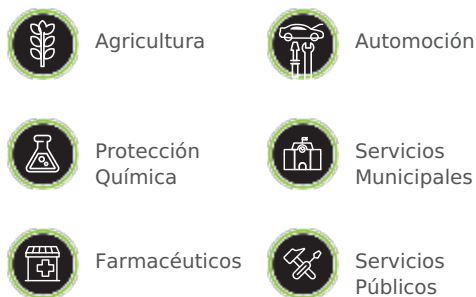 Agricultura
Automoción
Protección
Química
Servicios
Municipales
Farmacéuticos
Servicios
Públicos